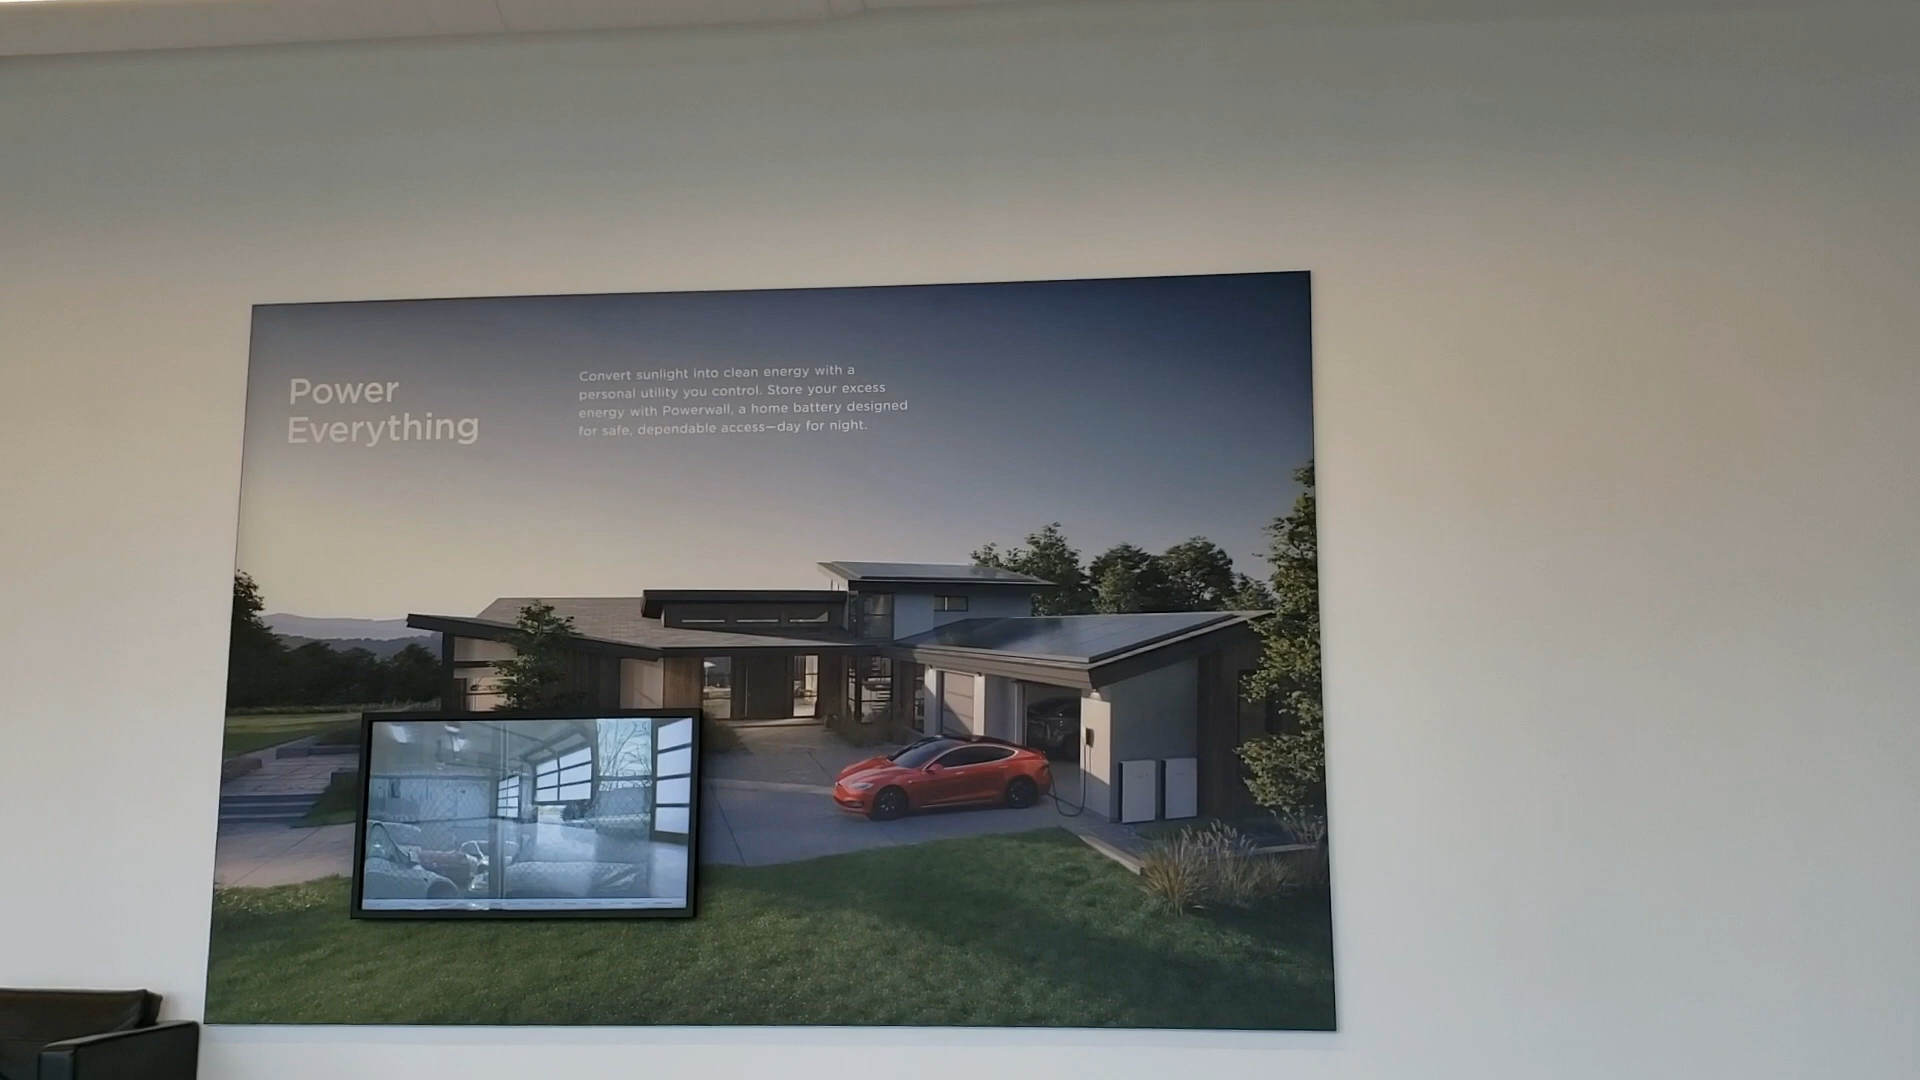 Power
Everything
Convert sunlight into clean energy with a
personal utility you control. Store your excess
energy with Powerwall, a home battery designed
for safe, dependable access—day for night.